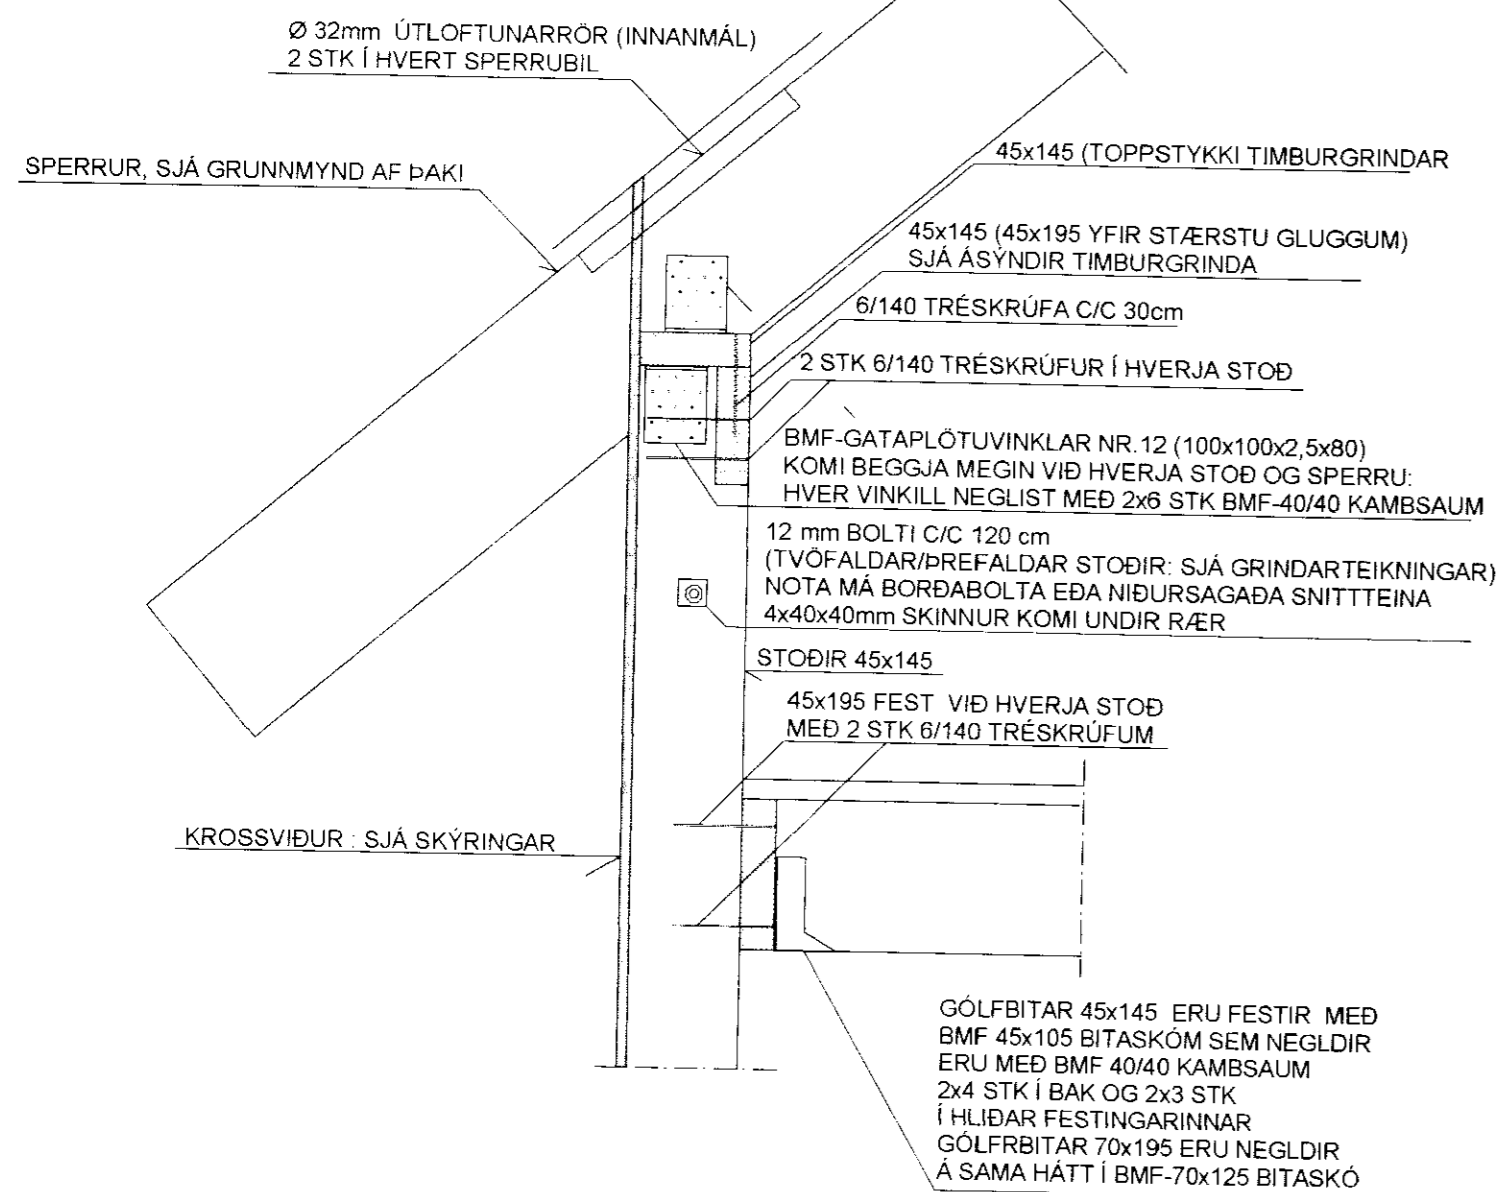 Ø 32mm ÚTLOFTUNARRÖR (INNANMÁL)
2 STK Í HVERT SPERRUBIL
SPERRUR, SJÁ GRUNNMYND AF ÞAKI
45x145 (TOPPSTYKKI TIMBURGRINDAR
45x145 (45x195 YFIR STÆRSTU GLUGGUM)
SJÁ ÁSÝNDIR TIMBURGRINDA
6/140 TRÉSKRÚFA C/C 30cm
2 STK 6/140 TRÉSKRÚFUR Í HVERJA STOÐ
BMF-GATAPLÖTUVINKLAR NR.12 (100x100x2,5x80)
KOMI BEGGJA MEGIN VIÐ HVERJA STOÐ OG SPERRU:
HVER VINKILL NEGLIST MEÐ 2x6 STK BMF-40/40 KAMBSAUM
12 mm BOLTI C/C 120 cm
(TVÖFALDAR/ÞREFALDAR STOÐIR: SJÁ GRINDARTEIKNINGAR)
NOTA MÁ BORÐABOLTA EÐA NIÐURSAGAÐA SNITTTEINA
4x40x40mm SKINNUR KOMI UNDIR RÆR
STOÐIR 45x145
45x195 FEST VIÐ HVERJA STOÐ
MEÐ 2 STK 6/140 TRÉSKRÚFUM
KROSSVIÐUR : SJÁ SKÝRINGAR
GÓLFBITAR 45x145 ERU FESTIR MEÐ
BMF 45x105 BITASKÓM SEM NEGLDIR
ERU MEÐ BMF 40/40 KAMBSAUM
2x4 STK Í BAK OG 2x3 STK
Í HLIÐAR FESTINGARINNAR
GÓLFRBITAR 70x195 ERU NEGLDIR
Á SAMA HÁTT Í BMF-70x125 BITASKÓ